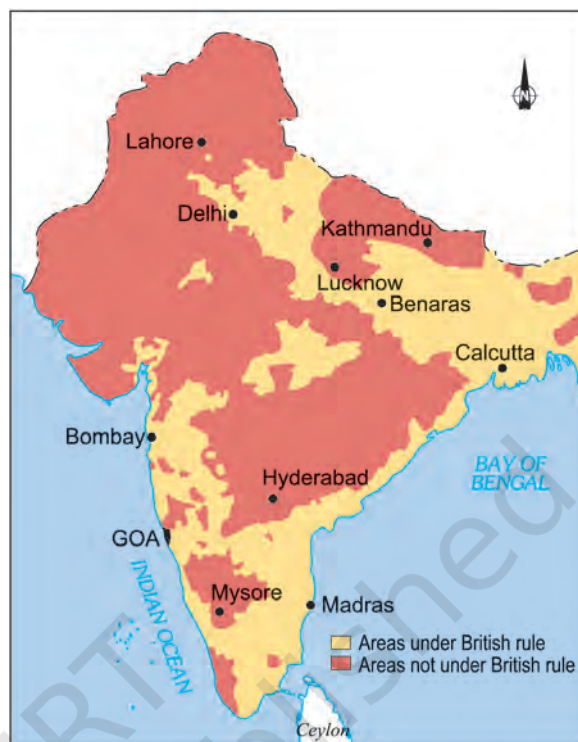 N
Lahore
Delhi
Kathmandu
Lucknow
Benaras
Calcutta
Bombay
BAY OF
BENGAL
Hyderabad
GOA
INDIAN OCEAN
Mysore
Madras
Areas under British rule
Areas not under British rule
Ceylon